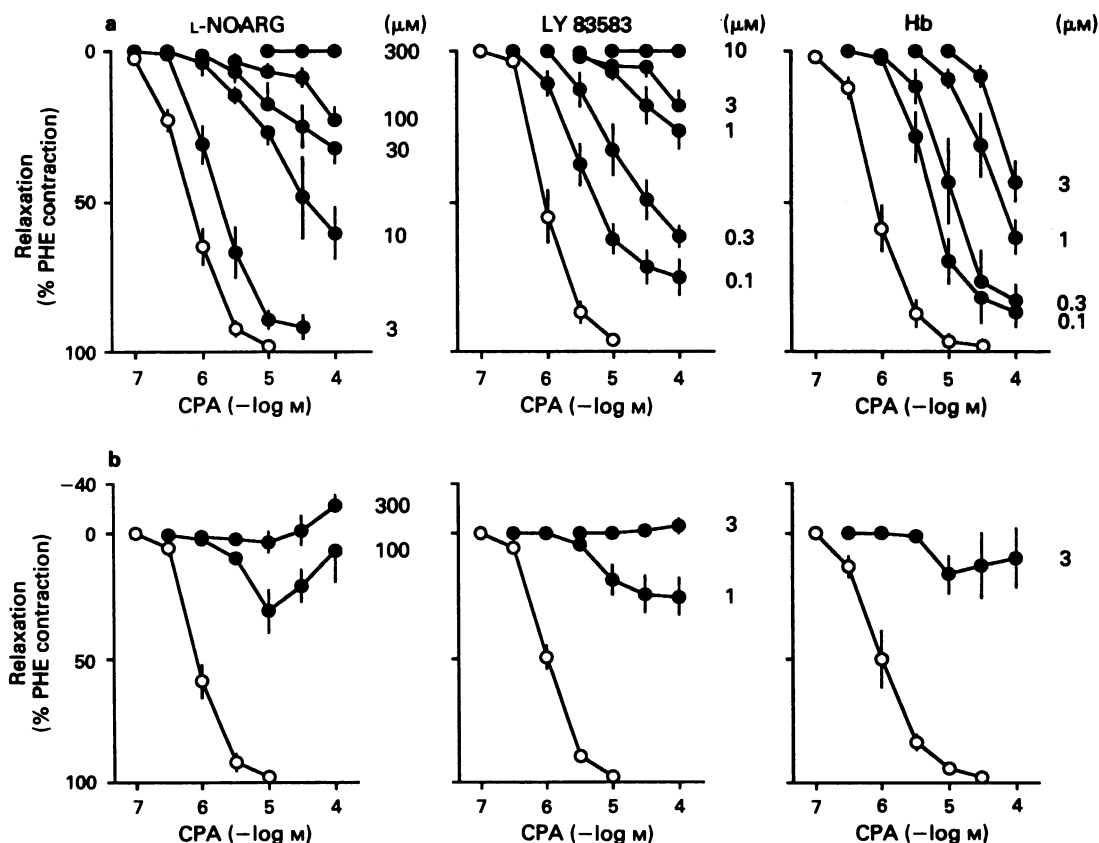 a
L-NOARG (µM)
LY 83583 (µM)
Hb (µM)
Relaxation
(% PHE contraction)
0
50
100
7 6 5 4
CPA (−log M)
300
100
30
10
3
7 6 5 4
CPA (−log M)
10
3
1
0.3
0.1
7 6 5 4
CPA (−log M)
3
1
0.3
0.1
b
Relaxation
(% PHE contraction)
−40
0
50
100
7 6 5 4
CPA (−log M)
300
100
7 6 5 4
CPA (−log M)
3
1
7 6 5 4
CPA (−log M)
3